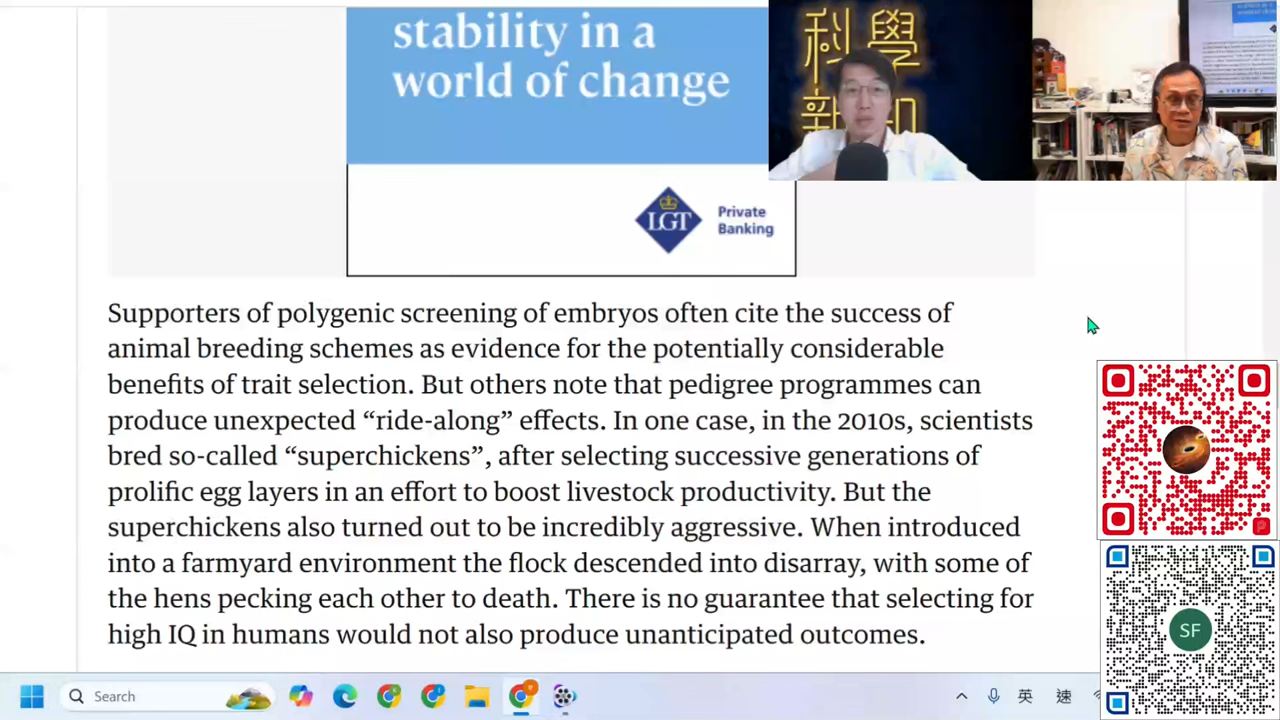 stability in a
world of change
LGT
Private
Banking
科學
新知
Supporters of polygenic screening of embryos often cite the success of
animal breeding schemes as evidence for the potentially considerable
benefits of trait selection. But others note that pedigree programmes can
produce unexpected “ride-along” effects. In one case, in the 2010s, scientists
bred so-called “superchickens”, after selecting successive generations of
prolific egg layers in an effort to boost livestock productivity. But the
superchickens also turned out to be incredibly aggressive. When introduced
into a farmyard environment the flock descended into disarray, with some of
the hens pecking each other to death. There is no guarantee that selecting for
high IQ in humans would not also produce unanticipated outcomes.
SF
Search
英
速